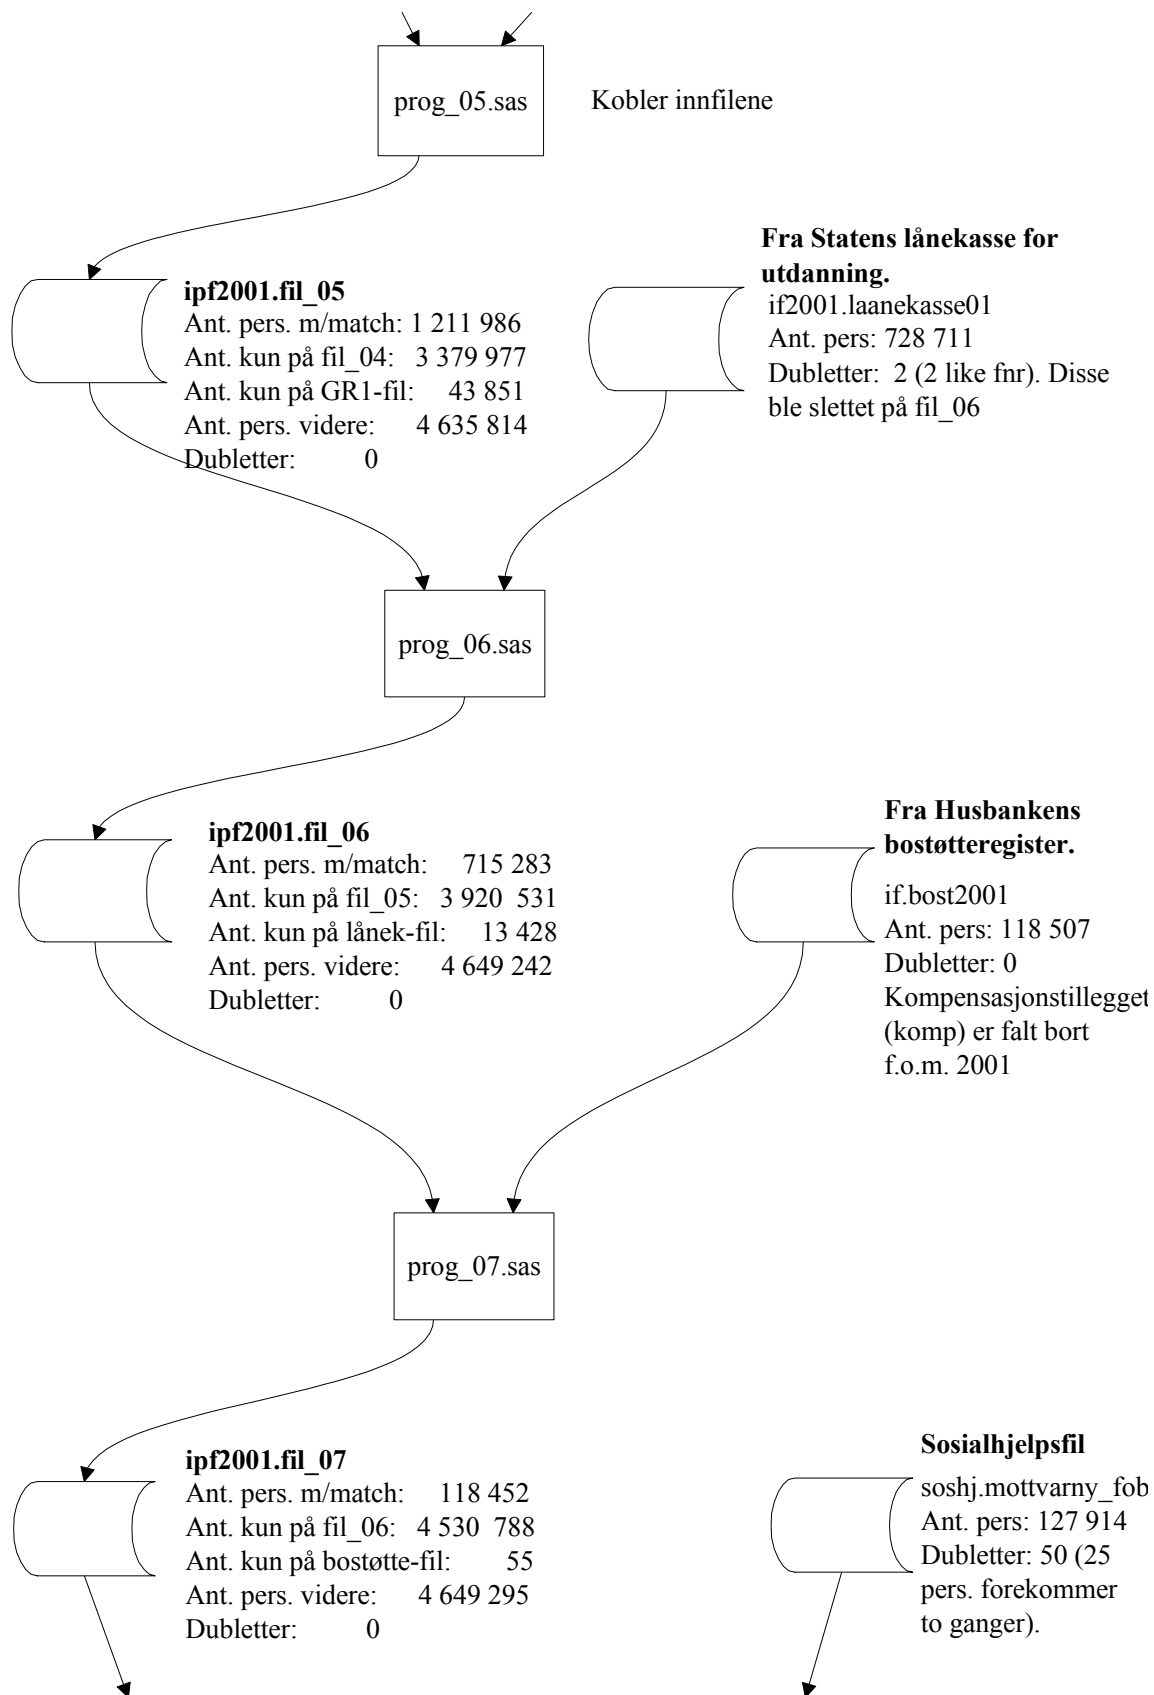 prog_05.sas
Kobler innfilene
ipf2001.fil_05
Ant. pers. m/match: 1 211 986
Ant. kun på fil_04: 3 379 977
Ant. kun på GR1-fil: 43 851
Ant. pers. videre: 4 635 814
Dubletter: 0
Fra Statens lånekasse for
utdanning.
if2001.laanekasse01
Ant. pers: 728 711
Dubletter: 2 (2 like fnr). Disse
ble slettet på fil_06
prog_06.sas
ipf2001.fil_06
Ant. pers. m/match: 715 283
Ant. kun på fil_05: 3 920 531
Ant. kun på lånek-fil: 13 428
Ant. pers. videre: 4 649 242
Dubletter: 0
Fra Husbankens
bostøtteregister.
if.bost2001
Ant. pers: 118 507
Dubletter: 0
Kompensasjonstillegget
(komp) er falt bort
f.o.m. 2001
prog_07.sas
ipf2001.fil_07
Ant. pers. m/match: 118 452
Ant. kun på fil_06: 4 530 788
Ant. kun på bostøtte-fil: 55
Ant. pers. videre: 4 649 295
Dubletter: 0
Sosialhjelpsfil
soshj.mottvarny_fob
Ant. pers: 127 914
Dubletter: 50 (25
pers. forekommer
to ganger).